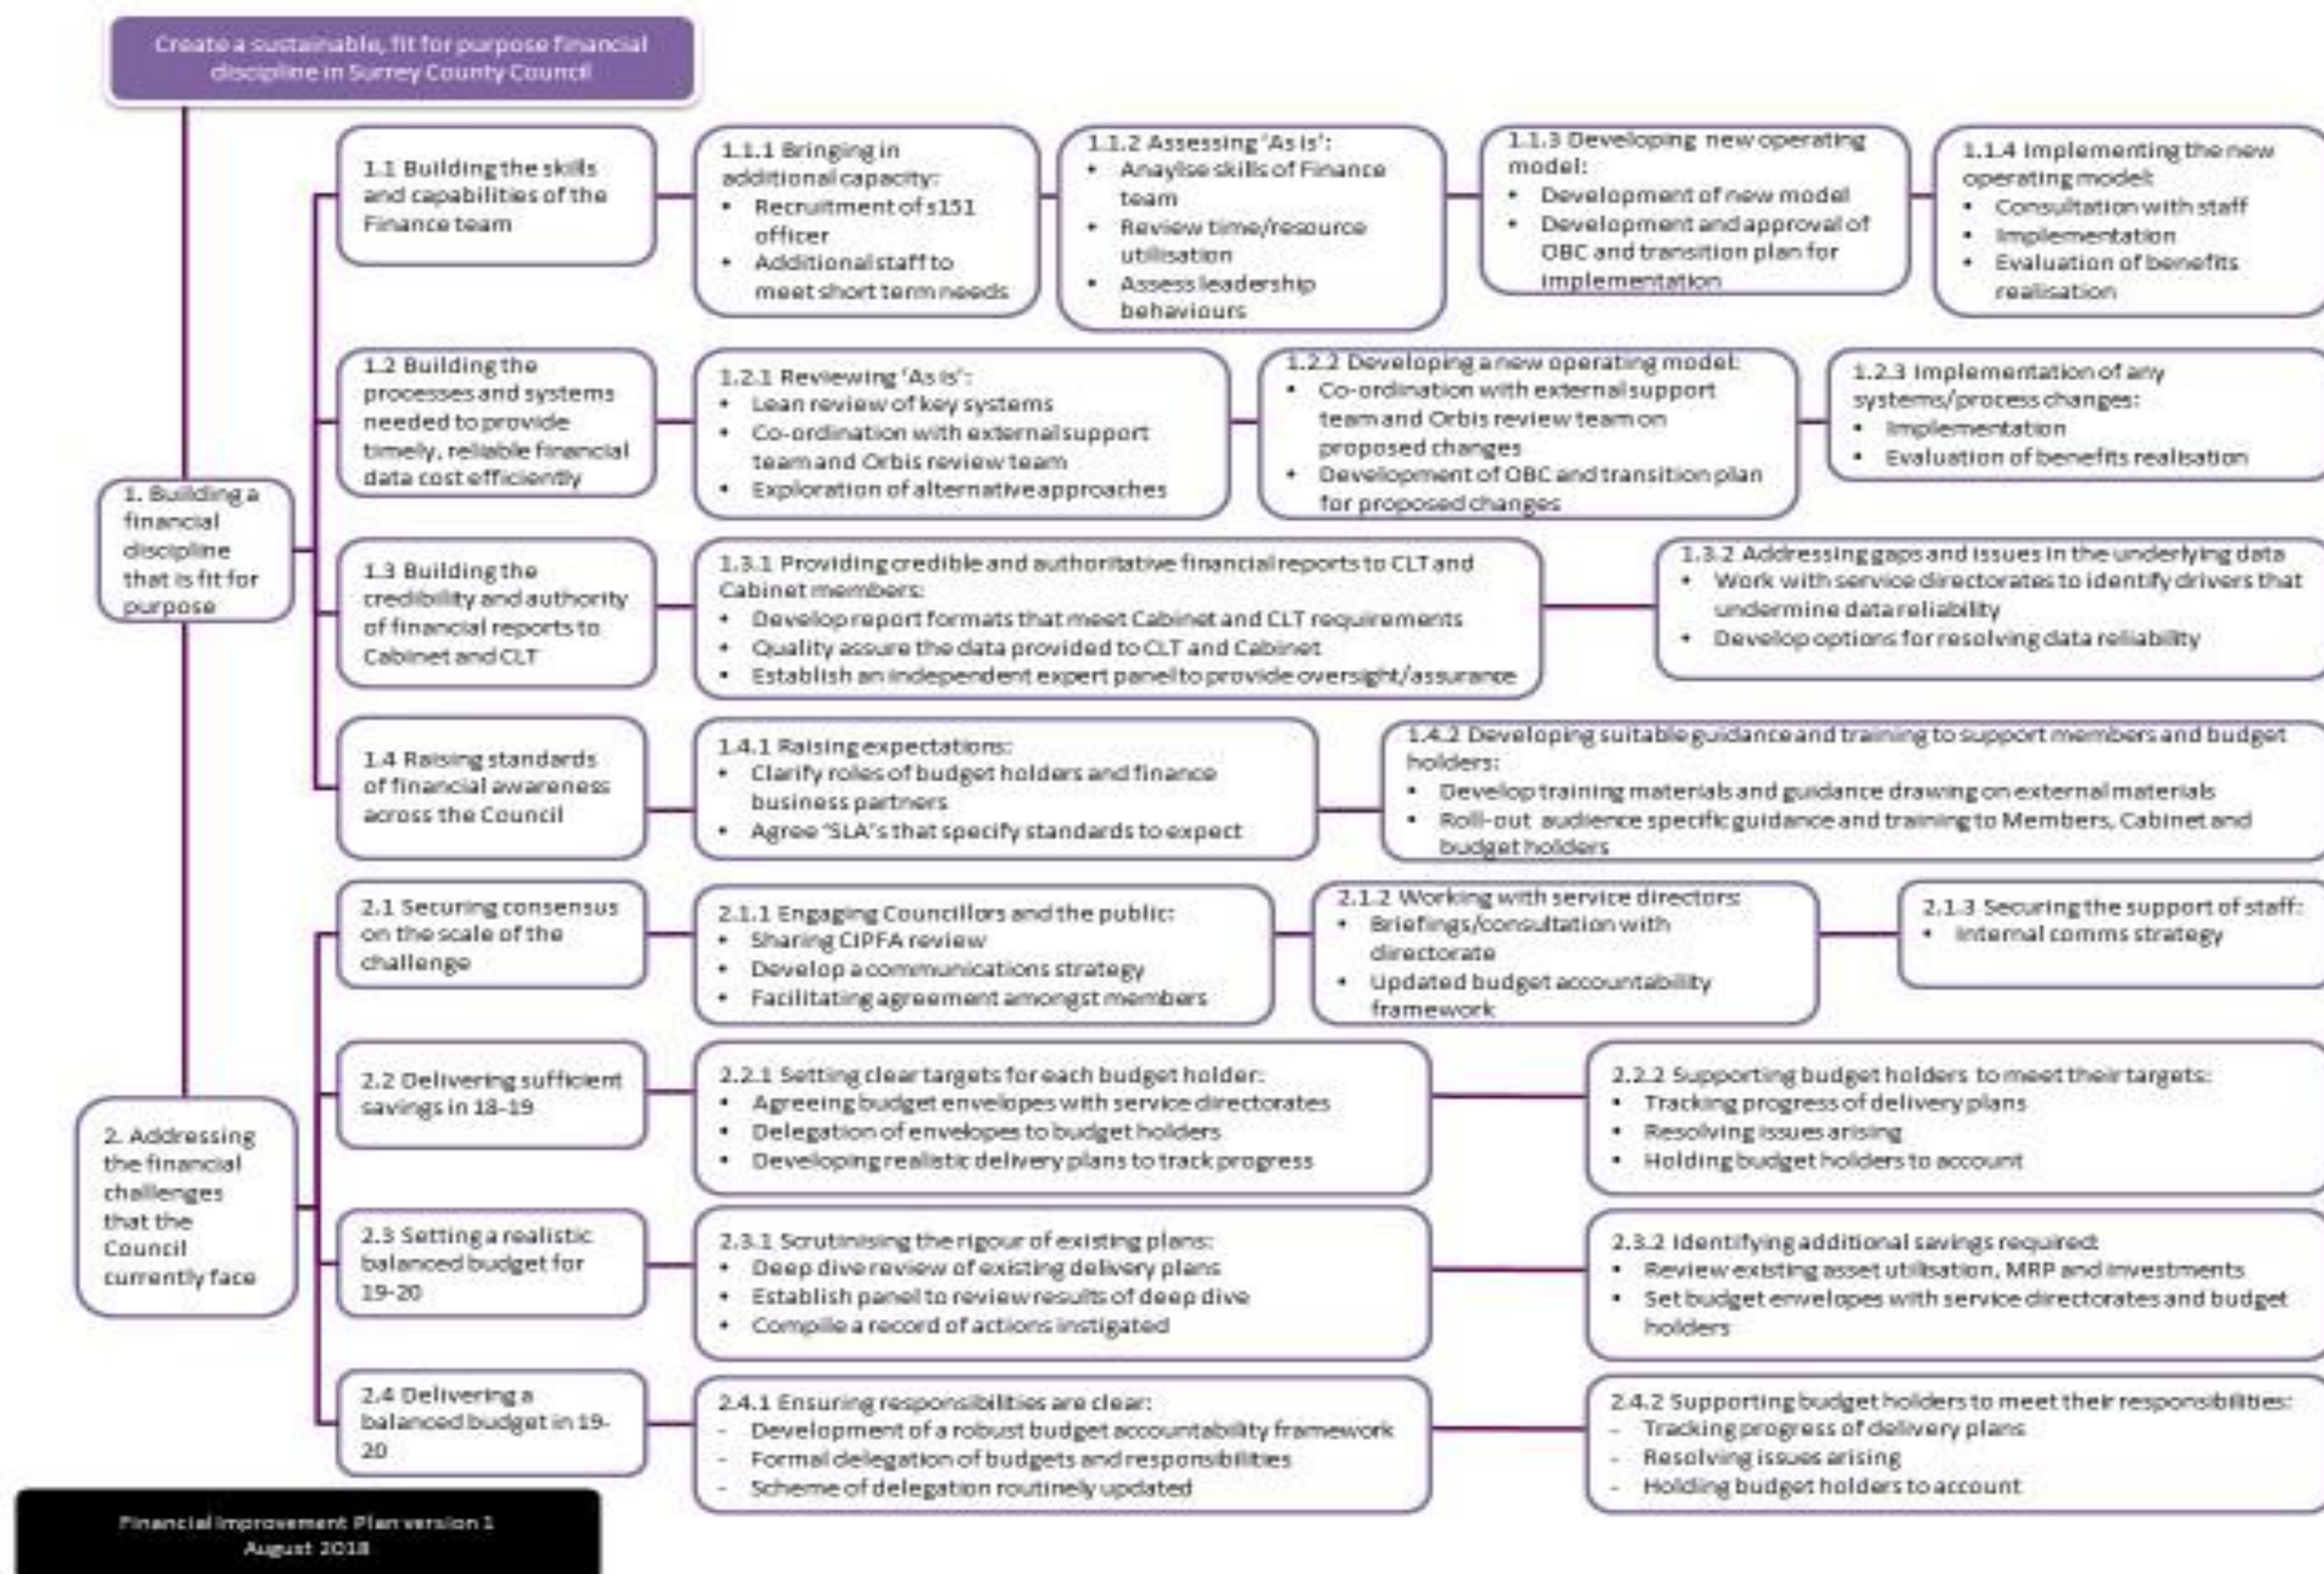 Create a sustainable, fit for purpose financial
discipline in Surrey County Council
1.1 Building the skills
and capabilities of the
Finance team
1.1.1 Bringing in
additional capacity:
• Recruitment of s151
officer
• Additional staff to
meet short term needs
1.1.2 Assessing 'As is':
• Anaylse skills of Finance
team
• Review time/resource
utilisation
• Assess leadership
behaviours
1.1.3 Developing new operating
model:
• Development of new model
• Development and approval of
OBC and transition plan for
implementation
1.1.4 Implementing the new
operating model:
• Consultation with staff
• Implementation
• Evaluation of benefits
realisation
1.2 Building the
processes and systems
needed to provide
timely, reliable financial
data cost efficiently
1.2.1 Reviewing 'As is':
• Lean review of key systems
• Co-ordination with external support
team and Orbis review team
• Exploration of alternative approaches
1.2.2 Developing a new operating model:
• Co-ordination with external support
team and Orbis review team on
proposed changes
• Development of OBC and transition plan
for proposed changes
1.2.3 Implementation of any
systems/process changes:
• Implementation
• Evaluation of benefits realisation
1. Building a
financial
discipline
that is fit for
purpose
1.3 Building the
credibility and authority
of financial reports to
Cabinet and CLT
1.3.1 Providing credible and authoritative financial reports to CLT and
Cabinet members:
• Develop report formats that meet Cabinet and CLT requirements
• Quality assure the data provided to CLT and Cabinet
• Establish an independent expert panel to provide oversight/assurance
1.3.2 Addressing gaps and issues in the underlying data
• Work with service directorates to identify drivers that
undermine data reliability
• Develop options for resolving data reliability
1.4 Raising standards
of financial awareness
across the Council
1.4.1 Raising expectations:
• Clarify roles of budget holders and finance
business partners
• Agree 'SLA's that specify standards to expect
1.4.2 Developing suitable guidance and training to support members and budget
holders:
• Develop training materials and guidance drawing on external materials
• Roll-out audience specific guidance and training to Members, Cabinet and
budget holders
2.1 Securing consensus
on the scale of the
challenge
2.1.1 Engaging Councillors and the public:
• Sharing CIPFA review
• Develop a communications strategy
• Facilitating agreement amongst members
2.1.2 Working with service directors:
• Briefings/consultation with
directorate
• Updated budget accountability
framework
2.1.3 Securing the support of staff:
• Internal comms strategy
2.2 Delivering sufficient
savings in 18-19
2.2.1 Setting clear targets for each budget holder:
• Agreeing budget envelopes with service directorates
• Delegation of envelopes to budget holders
• Developing realistic delivery plans to track progress
2.2.2 Supporting budget holders to meet their targets:
• Tracking progress of delivery plans
• Resolving issues arising
• Holding budget holders to account
2. Addressing
the financial
challenges
that the
Council
currently face
2.3 Setting a realistic
balanced budget for
19-20
2.3.1 Scrutinising the rigour of existing plans:
• Deep dive review of existing delivery plans
• Establish panel to review results of deep dive
• Compile a record of actions instigated
2.3.2 Identifying additional savings required:
• Review existing asset utilisation, MRP and investments
• Set budget envelopes with service directorates and budget
holders
2.4 Delivering a
balanced budget in 19-
20
2.4.1 Ensuring responsibilities are clear:
- Development of a robust budget accountability framework
- Formal delegation of budgets and responsibilities
- Scheme of delegation routinely updated
2.4.2 Supporting budget holders to meet their responsibilities:
- Tracking progress of delivery plans
- Resolving issues arising
- Holding budget holders to account
Financial Improvement Plan version 1
August 2018